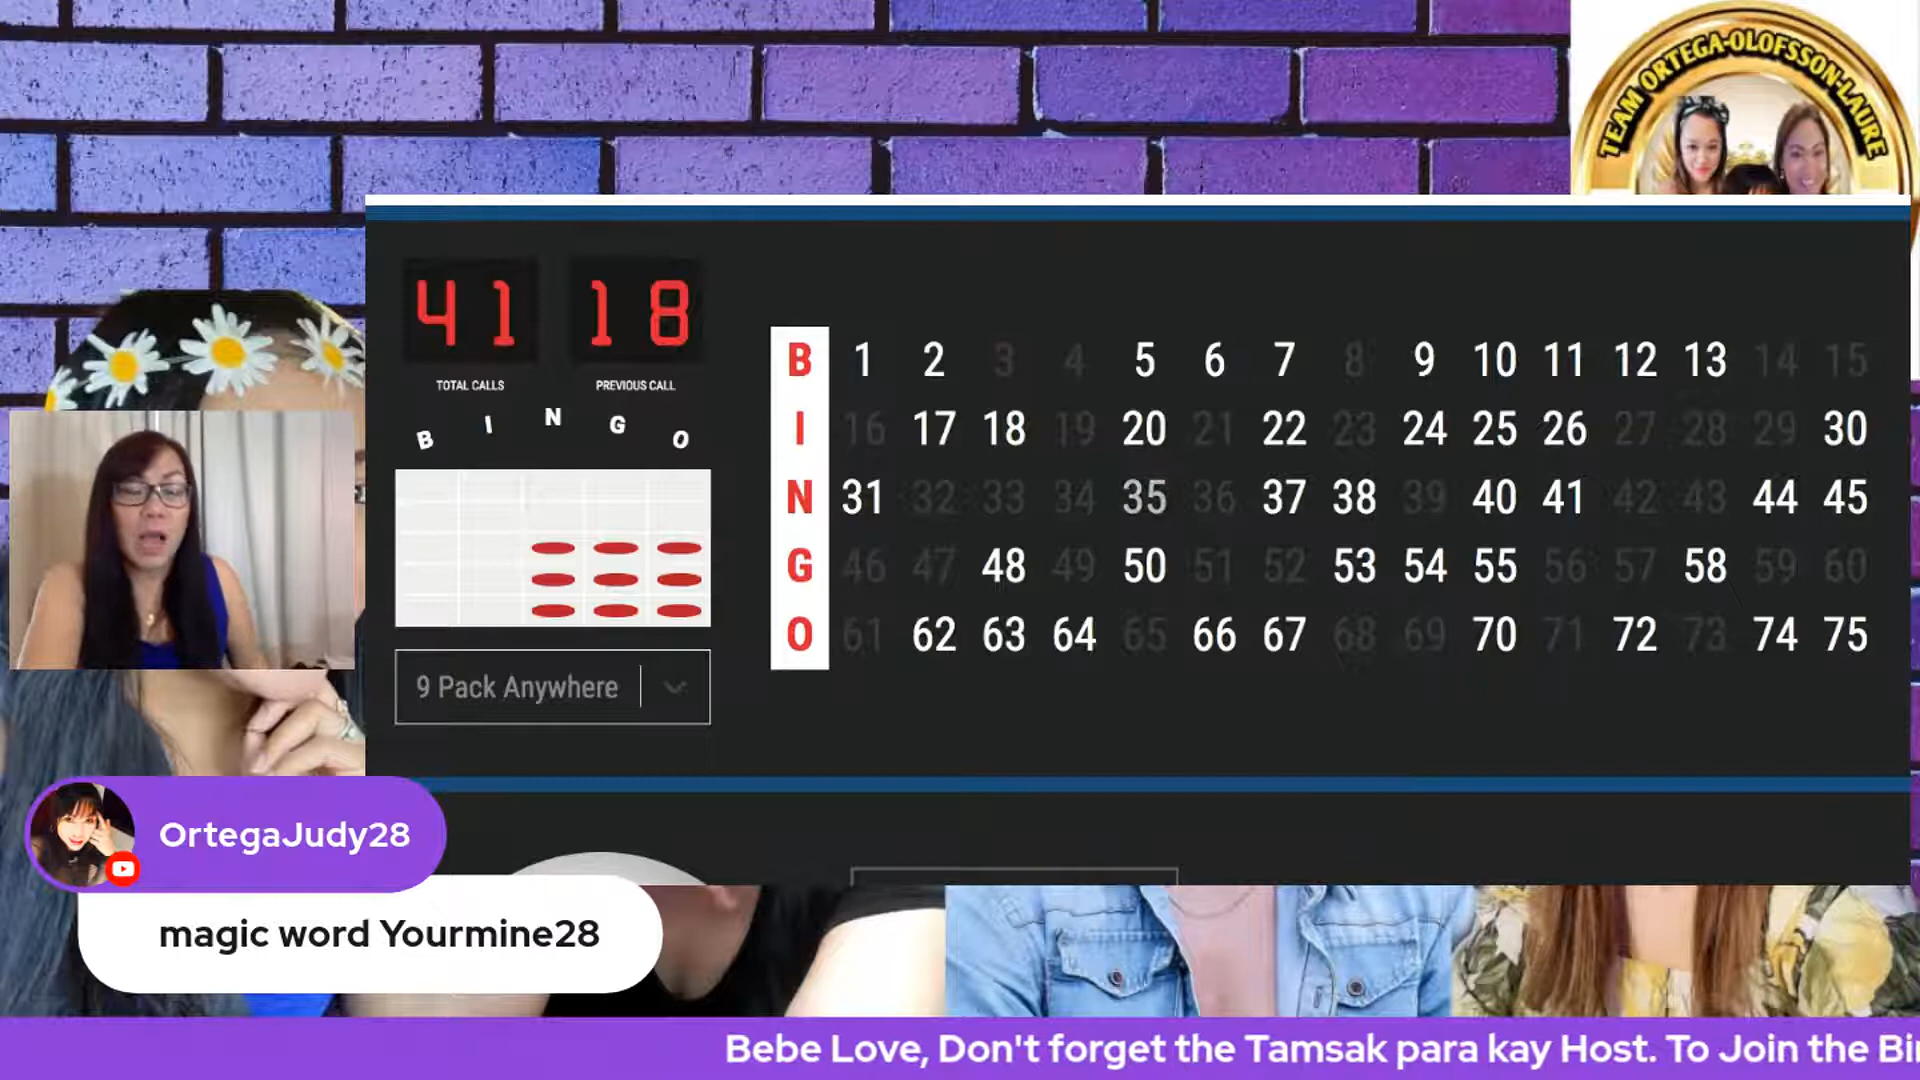 TEAM ORTEGA-OLOFSSON-LAURE
41 18
TOTAL CALLS PREVIOUS CALL
B I N G O
9 Pack Anywhere
B 1 2 3 4 5 6 7 8 9 10 11 12 13 14 15
I 16 17 18 19 20 21 22 23 24 25 26 27 28 29 30
N 31 32 33 34 35 36 37 38 39 40 41 42 43 44 45
G 46 47 48 49 50 51 52 53 54 55 56 57 58 59 60
O 61 62 63 64 65 66 67 68 69 70 71 72 73 74 75
OrtegaJudy28
magic word Yourmine28
Bebe Love, Don't forget the Tamsak para kay Host. To Join the Bi